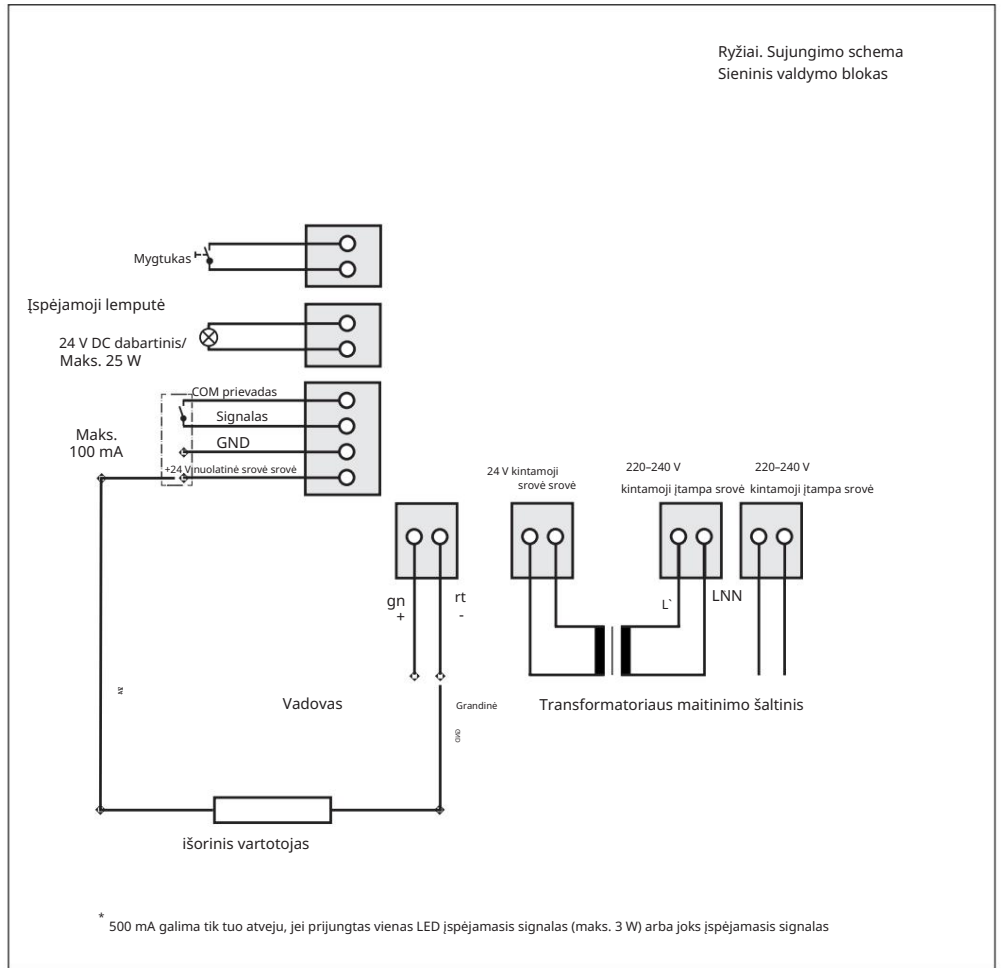 Ryžiai. Sujungimo schema
Sieninis valdymo blokas
Mygtukas
Įspėjamoji lemputė
24 V DC dabartinis/
Maks. 25 W
COM prievadas
Signalas
GND
+24 V nuolatinė srovė srovė
Maks.
100 mA
24 V kintamoji
srovė srovė
220–240 V
kintamoji įtampa srovė
220–240 V
kintamoji įtampa srovė
gn
+
rt
-
L`
LNN
Vadovas
Grandinė
GND
Transformatoriaus maitinimo šaltinis
išorinis vartotojas
* 500 mA galima tik tuo atveju, jei prijungtas vienas LED įspėjamasis signalas (maks. 3 W) arba joks įspėjamasis signalas